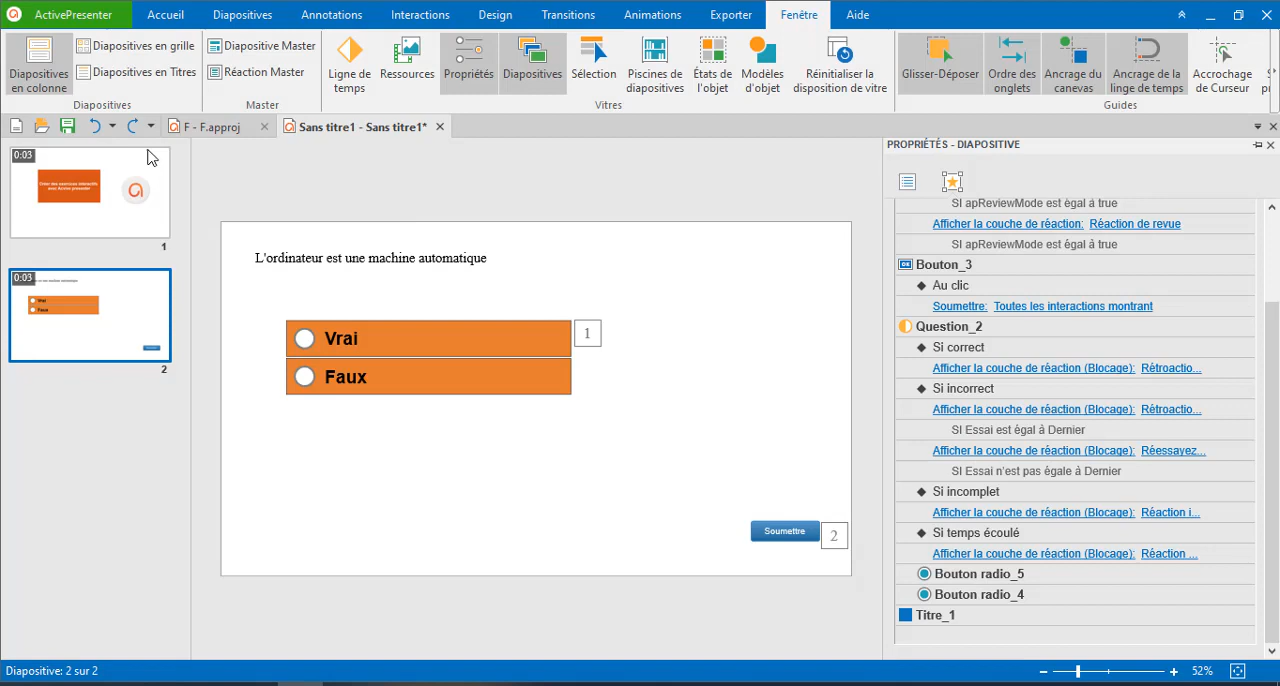 ActivePresenter Accueil Diapositives Annotations Interactions Design Transitions Animations Exporter Fenêtre Aide
Diapositives en colonne
Diapositives en grille
Diapositives en Titres
Diapositives
Diapositive Master
Réaction Master
Master
Ligne de temps
Ressources
Propriétés
Diapositives
Sélection
Piscines de diapositives
États de l'objet
Modèles d'objet
Réinitialiser la disposition de vitre
Vitres
Glisser-Déposer
Ordre des onglets
Ancrage du canevas
Ancrage de la linge de temps
Accrochage de Curseur
Guides
F - F.approj
Sans titre1 - Sans titre1*
0:03
1
0:03
Vrai
Faux
2
L'ordinateur est une machine automatique
Vrai
1
Faux
Soumettre
2
PROPRIÉTÉS - DIAPOSITIVE
SI apReviewMode est égal à true
Afficher la couche de réaction: Réaction de revue
SI apReviewMode est égal à true
Bouton_3
Au clic
Soumettre: Toutes les interactions montrant
Question_2
Si correct
Afficher la couche de réaction (Blocage): Rétroactio...
Si incorrect
Afficher la couche de réaction (Blocage): Rétroactio...
SI Essai est égal à Dernier
Afficher la couche de réaction (Blocage): Réessayez...
SI Essai n'est pas égale à Dernier
Si incomplet
Afficher la couche de réaction (Blocage): Réaction i...
Si temps écoulé
Afficher la couche de réaction (Blocage): Réaction ...
Bouton radio_5
Bouton radio_4
Titre_1
Diapositive: 2 sur 2
52%